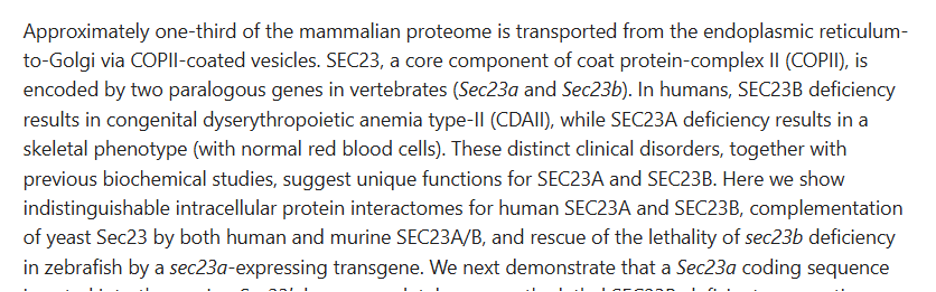 Approximately one-third of the mammalian proteome is transported from the endoplasmic reticulum-
to-Golgi via COPII-coated vesicles. SEC23, a core component of coat protein-complex II (COPII), is
encoded by two paralogous genes in vertebrates (Sec23a and Sec23b). In humans, SEC23B deficiency
results in congenital dyserythropoietic anemia type-II (CDAII), while SEC23A deficiency results in a
skeletal phenotype (with normal red blood cells). These distinct clinical disorders, together with
previous biochemical studies, suggest unique functions for SEC23A and SEC23B. Here we show
indistinguishable intracellular protein interactomes for human SEC23A and SEC23B, complementation
of yeast Sec23 by both human and murine SEC23A/B, and rescue of the lethality of sec23b deficiency
in zebrafish by a sec23a-expressing transgene. We next demonstrate that a Sec23a coding sequence